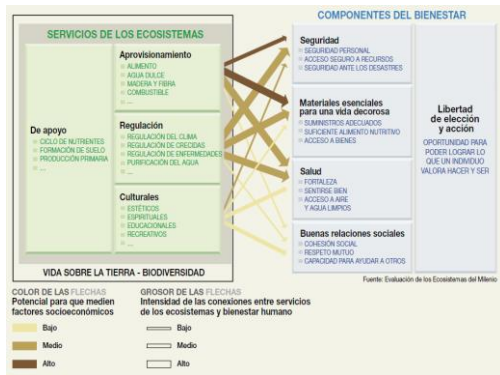 SERVICIOS DE LOS ECOSISTEMAS
De apoyo
CICLO DE NUTRIENTES
FORMACIÓN DE SUELO
PRODUCCIÓN PRIMARIA
...
Aprovisionamiento
ALIMENTO
AGUA DULCE
MADERA Y FIBRA
COMBUSTIBLE
...
Regulación
REGULACIÓN DEL CLIMA
REGULACIÓN DE CRECIDAS
REGULACIÓN DE ENFERMEDADES
PURIFICACIÓN DEL AGUA
...
Culturales
ESTÉTICOS
ESPIRITUALES
EDUCACIONALES
RECREATIVOS
...
VIDA SOBRE LA TIERRA - BIODIVERSIDAD
COMPONENTES DEL BIENESTAR
Seguridad
SEGURIDAD PERSONAL
ACCESO SEGURO A RECURSOS
SEGURIDAD ANTE LOS DESASTRES
Materiales esenciales
para una vida decorosa
SUMINISTROS ADECUADOS
SUFICIENTE ALIMENTO NUTRITIVO
ACCESO A BIENES
Salud
FORTALEZA
SENTIRSE BIEN
ACCESO A AIRE
Y AGUA LIMPIOS
Buenas relaciones sociales
COHESIÓN SOCIAL
RESPETO MUTUO
CAPACIDAD PARA AYUDAR A OTROS
Libertad
de elección
y acción
OPORTUNIDAD PARA
PODER LOGRAR LO
QUE UN INDIVIDUO
VALORA HACER Y SER
Fuente: Evaluación de los Ecosistemas del Milenio
COLOR DE LAS FLECHAS
Potencial para que medien
factores socioeconómicos
Bajo
Medio
Alto
GROSOR DE LAS FLECHAS
Intensidad de las conexiones entre servicios
de los ecosistemas y bienestar humano
Bajo
Medio
Alto